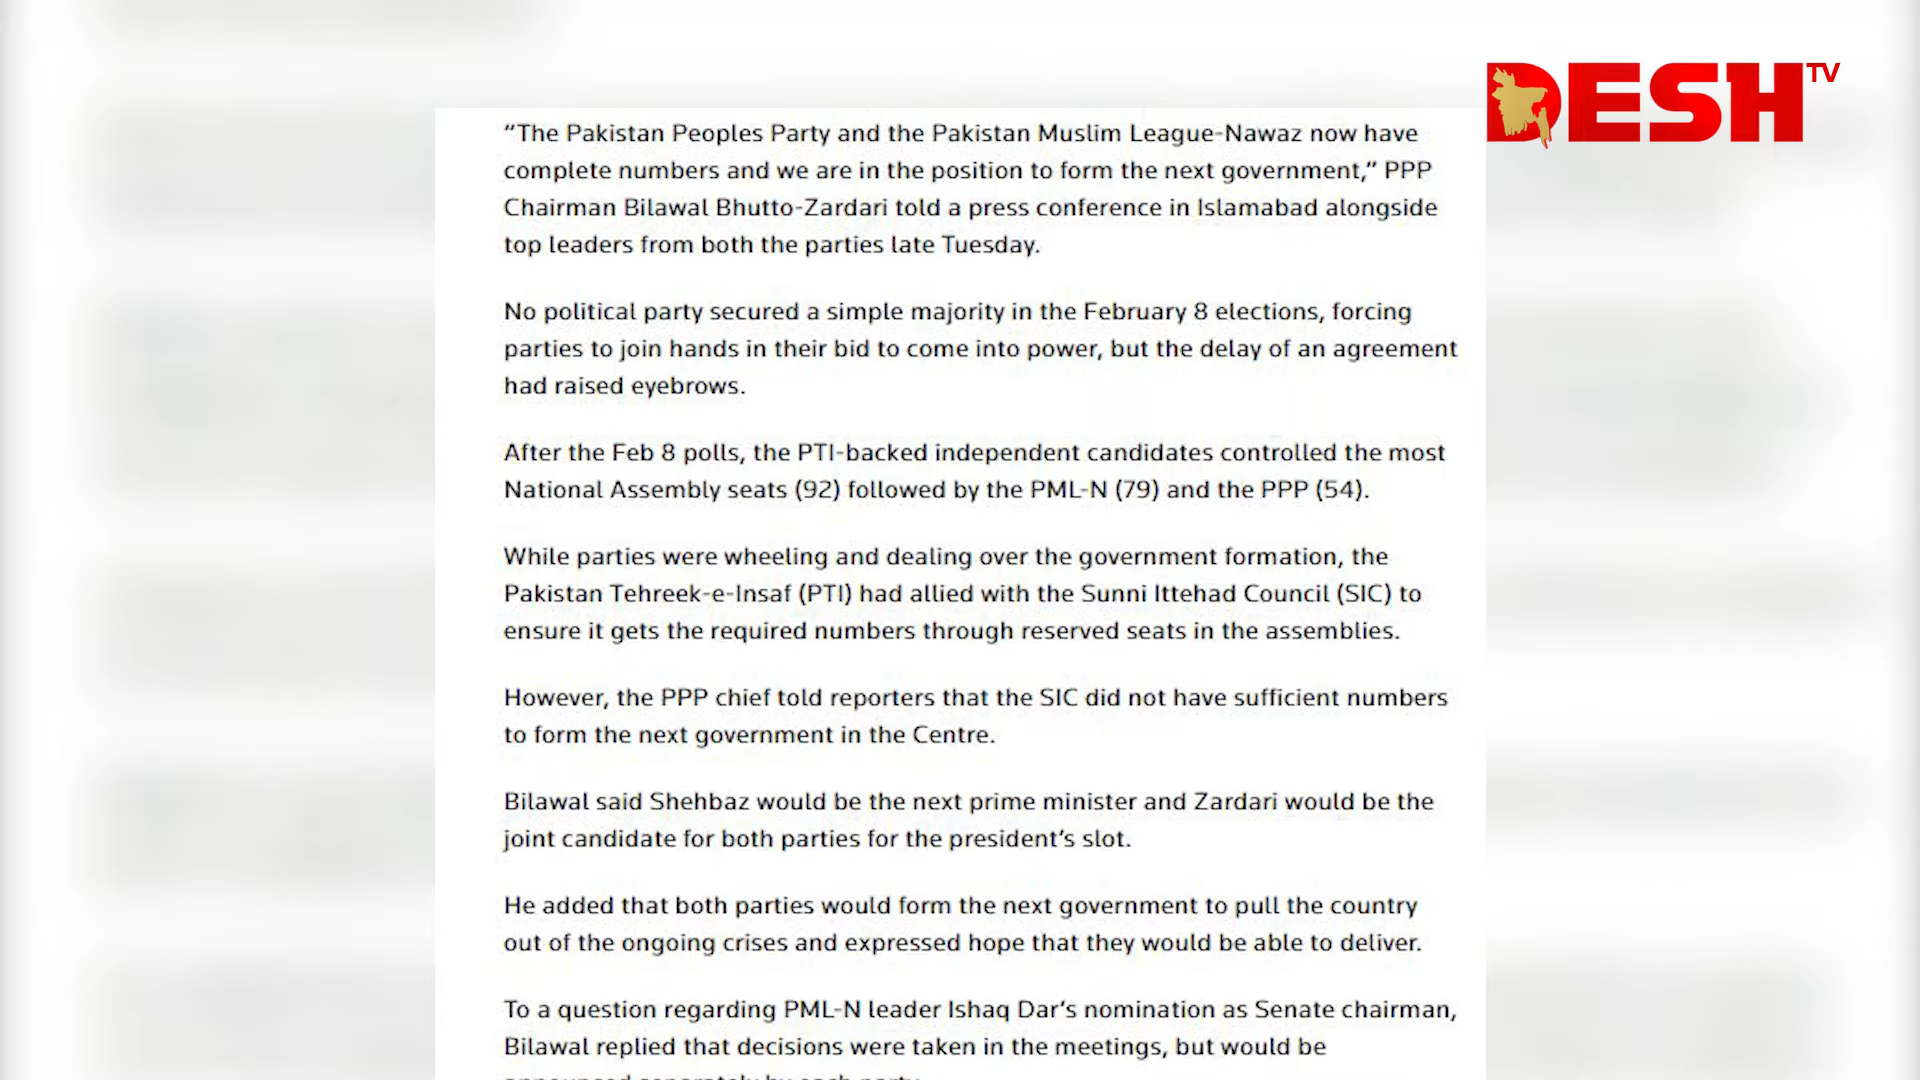 DESH TV
“The Pakistan Peoples Party and the Pakistan Muslim League-Nawaz now have
complete numbers and we are in the position to form the next government,” PPP
Chairman Bilawal Bhutto-Zardari told a press conference in Islamabad alongside
top leaders from both the parties late Tuesday.
No political party secured a simple majority in the February 8 elections, forcing
parties to join hands in their bid to come into power, but the delay of an agreement
had raised eyebrows.
After the Feb 8 polls, the PTI-backed independent candidates controlled the most
National Assembly seats (92) followed by the PML-N (79) and the PPP (54).
While parties were wheeling and dealing over the government formation, the
Pakistan Tehreek-e-Insaf (PTI) had allied with the Sunni Ittehad Council (SIC) to
ensure it gets the required numbers through reserved seats in the assemblies.
However, the PPP chief told reporters that the SIC did not have sufficient numbers
to form the next government in the Centre.
Bilawal said Shehbaz would be the next prime minister and Zardari would be the
joint candidate for both parties for the president’s slot.
He added that both parties would form the next government to pull the country
out of the ongoing crises and expressed hope that they would be able to deliver.
To a question regarding PML-N leader Ishaq Dar’s nomination as Senate chairman,
Bilawal replied that decisions were taken in the meetings, but would be